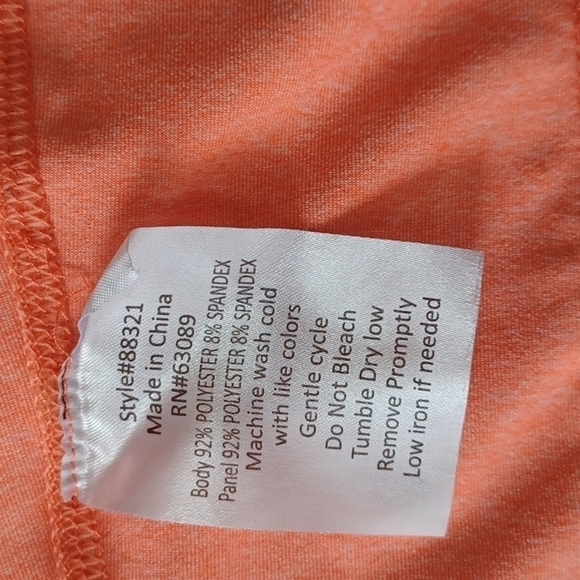 Style#88321
Made in China
RN#63089
Body 92% POLYESTER 8% SPANDEX
Panel 92% POLYESTER 8% SPANDEX
Machine wash cold
with like colors
Gentle cycle
Do Not Bleach
Tumble Dry low
Remove Promptly
Low iron if needed